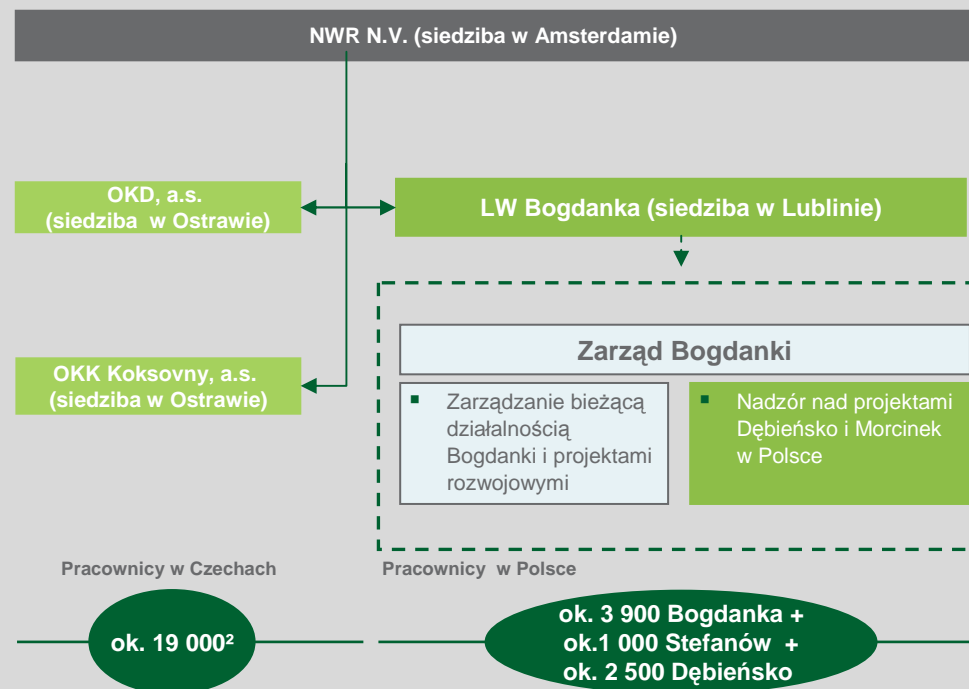 NWR N.V. (siedziba w Amsterdamie)
OKD, a.s.
(siedziba w Ostrawie)
LW Bogdanka (siedziba w Lublinie)
Zarząd Bogdanki
OKK Koksovny, a.s.
(siedziba w Ostrawie)
▪ Zarządzanie bieżącą
działalnością
Bogdanki i projektami
rozwojowymi
▪ Nadzór nad projektami
Dębieńsko i Morcinek
w Polsce
Pracownicy w Czechach
Pracownicy w Polsce
ok. 19 000²
ok. 3 900 Bogdanka +
ok.1 000 Stefanów +
ok. 2 500 Dębieńsko